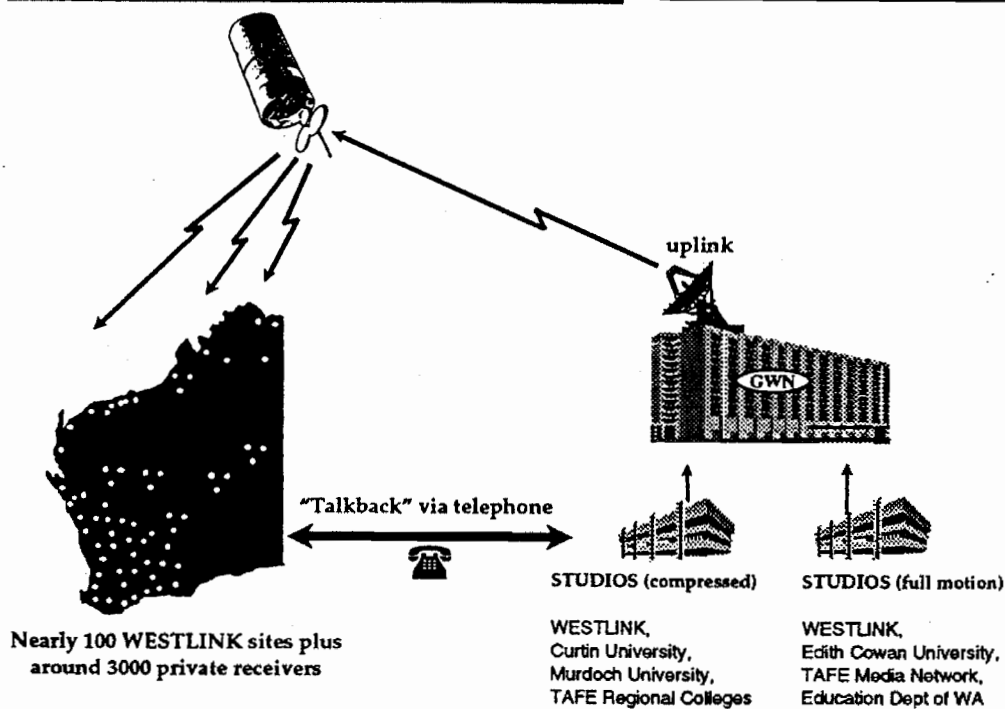 uplink
GWN
"Talkback" via telephone
Nearly 100 WESTLINK sites plus
around 3000 private receivers
STUDIOS (compressed)
WESTLINK,
Curtin University,
Murdoch University,
TAFE Regional Colleges
STUDIOS (full motion)
WESTLINK,
Edith Cowan University,
TAFE Media Network,
Education Dept of WA